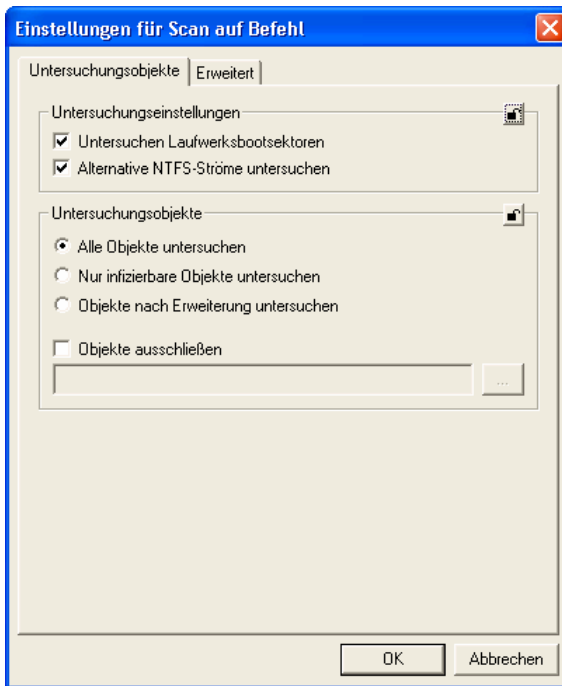 Einstellungen für Scan auf Befehl
Untersuchungsobjekte
Erweitert
Untersuchungseinstellungen
Untersuchen Laufwerksbootsektoren
Alternative NTFS-Ströme untersuchen
Untersuchungsobjekte
Alle Objekte untersuchen
Nur infizierbare Objekte untersuchen
Objekte nach Erweiterung untersuchen
Objekte ausschließen
...
OK
Abbrechen